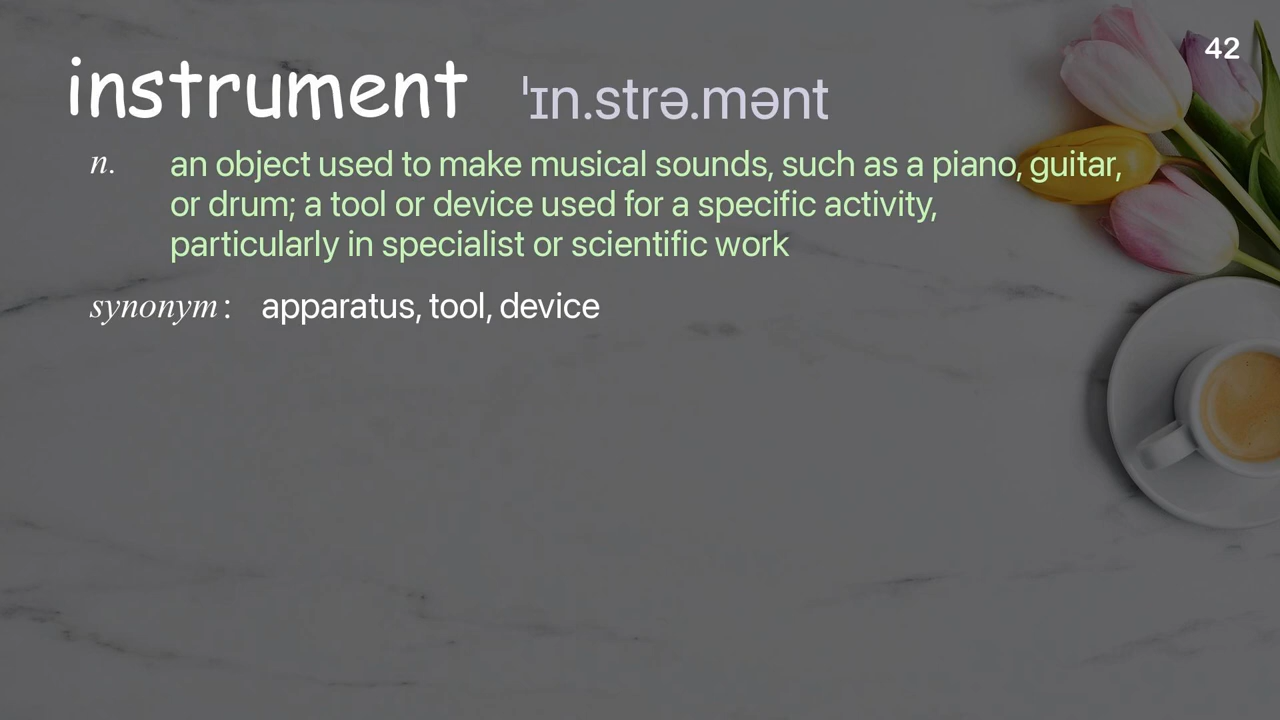 42
instrument ˈɪn.strə.mənt
n. an object used to make musical sounds, such as a piano, guitar,
or drum; a tool or device used for a specific activity,
particularly in specialist or scientific work
synonym: apparatus, tool, device